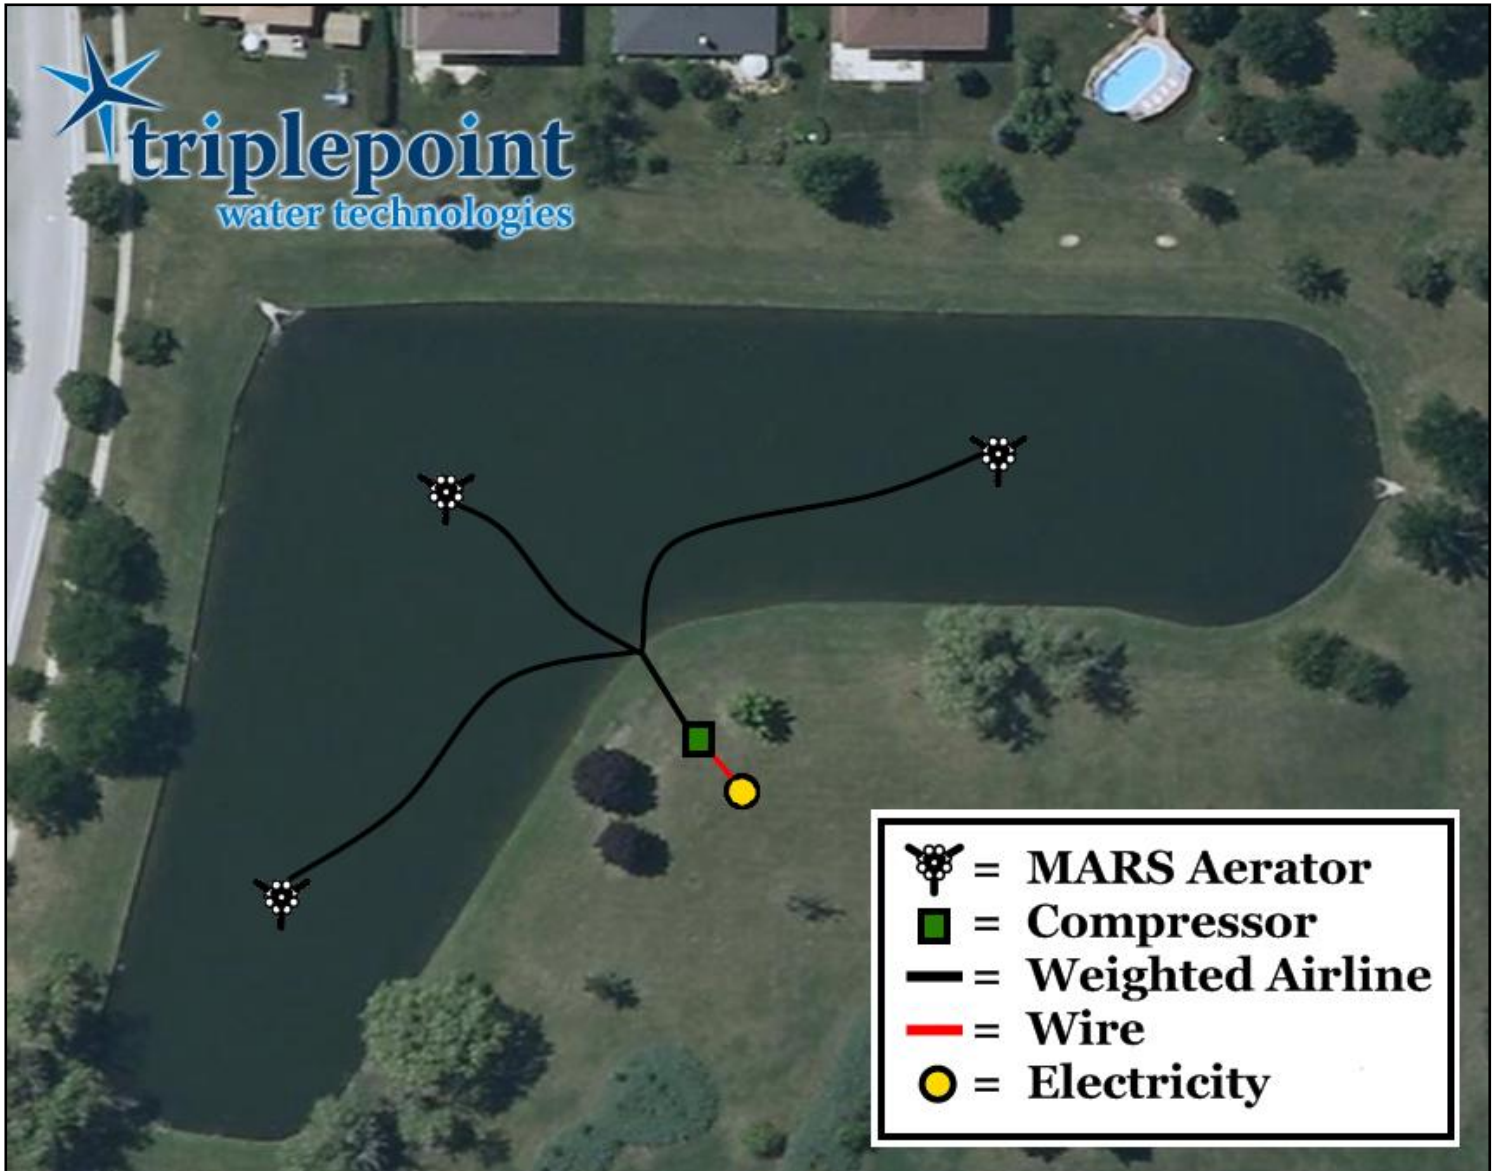 triplepoint
water technologies
= MARS Aerator
= Compressor
= Weighted Airline
= Wire
= Electricity